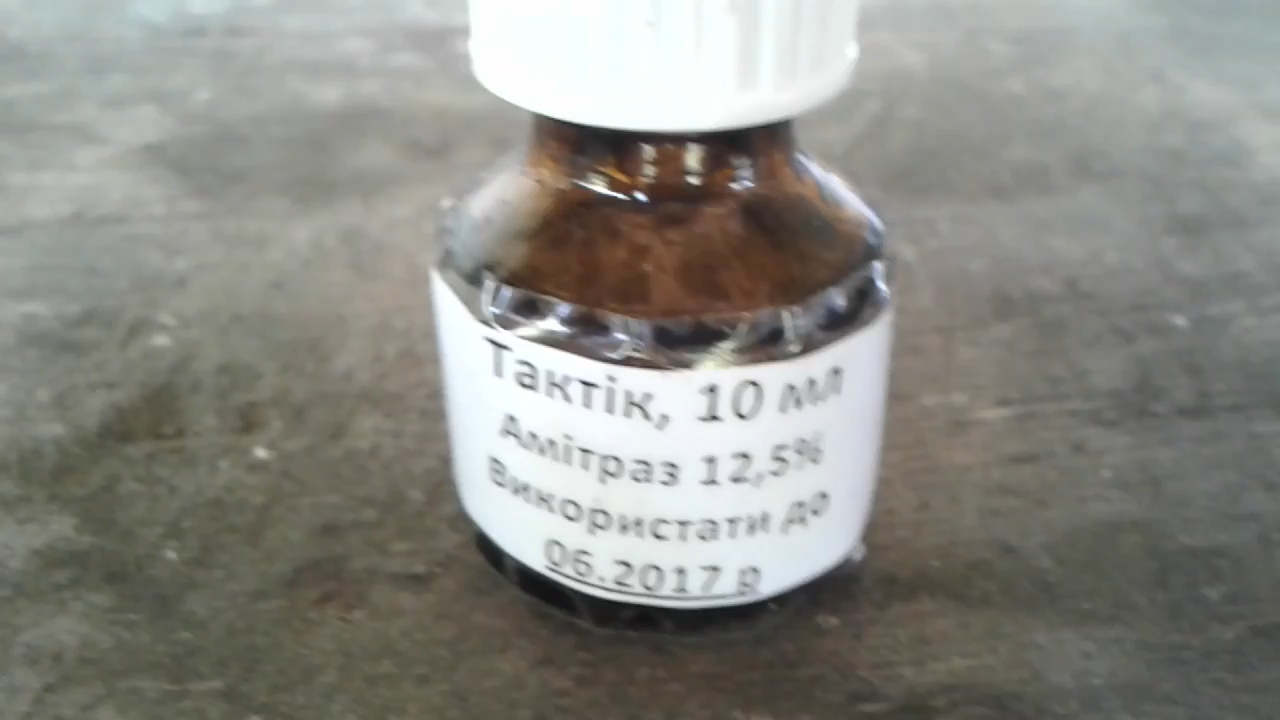 Тактік, 10 мл
Амітраз 12,5%
Використати до
06.2017 р